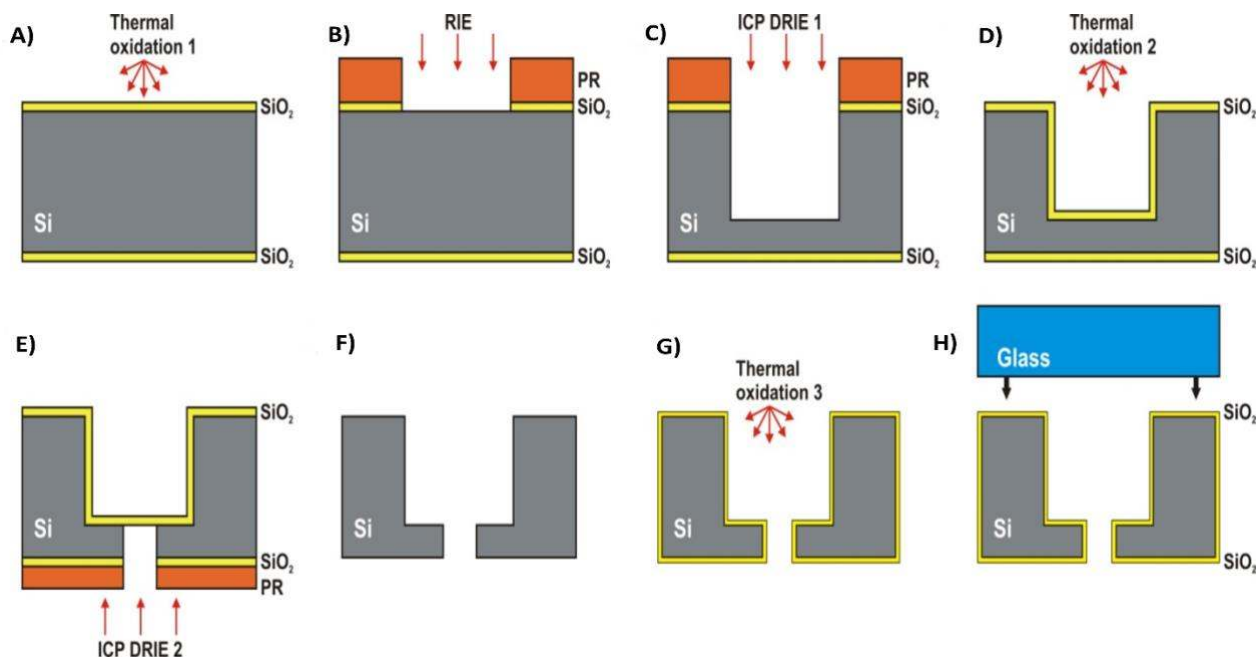 A)
Thermal
oxidation 1
SiO₂
Si
SiO₂
B)
RIE
PR
SiO₂
Si
SiO₂
C)
ICP DRIE 1
PR
SiO₂
Si
SiO₂
D)
Thermal
oxidation 2
SiO₂
Si
SiO₂
E)
SiO₂
Si
SiO₂
PR
ICP DRIE 2
F)
Si
G)
Thermal
oxidation 3
Si
H)
Glass
SiO₂
Si
SiO₂